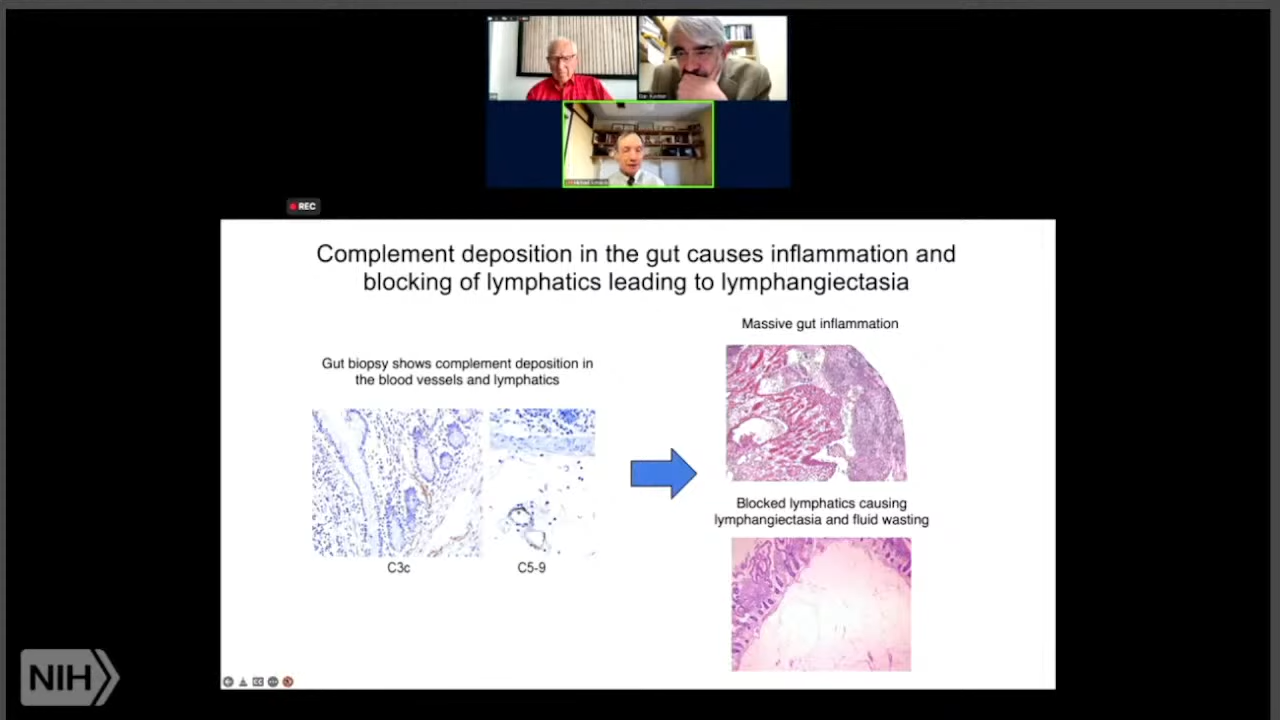 REC
Complement deposition in the gut causes inflammation and
blocking of lymphatics leading to lymphangiectasia
Gut biopsy shows complement deposition in
the blood vessels and lymphatics
C3c
C5-9
Massive gut inflammation
Blocked lymphatics causing
lymphangiectasia and fluid wasting
NIH